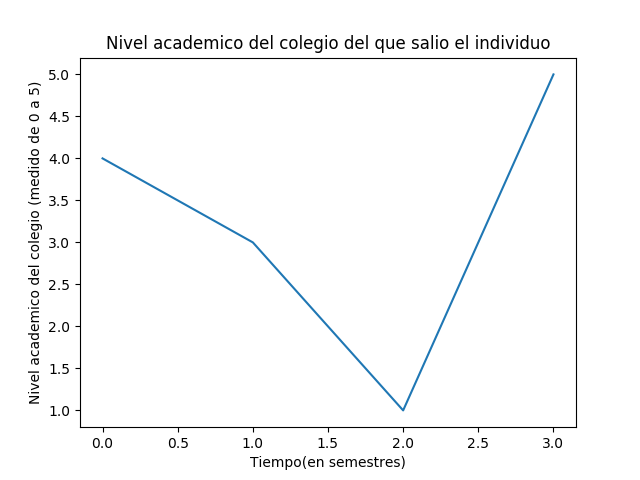 Nivel academico del colegio del que salio el individuo
Nivel academico del colegio (medido de 0 a 5)
5.0
4.5
4.0
3.5
3.0
2.5
2.0
1.5
1.0
0.0 0.5 1.0 1.5 2.0 2.5 3.0
Tiempo(en semestres)